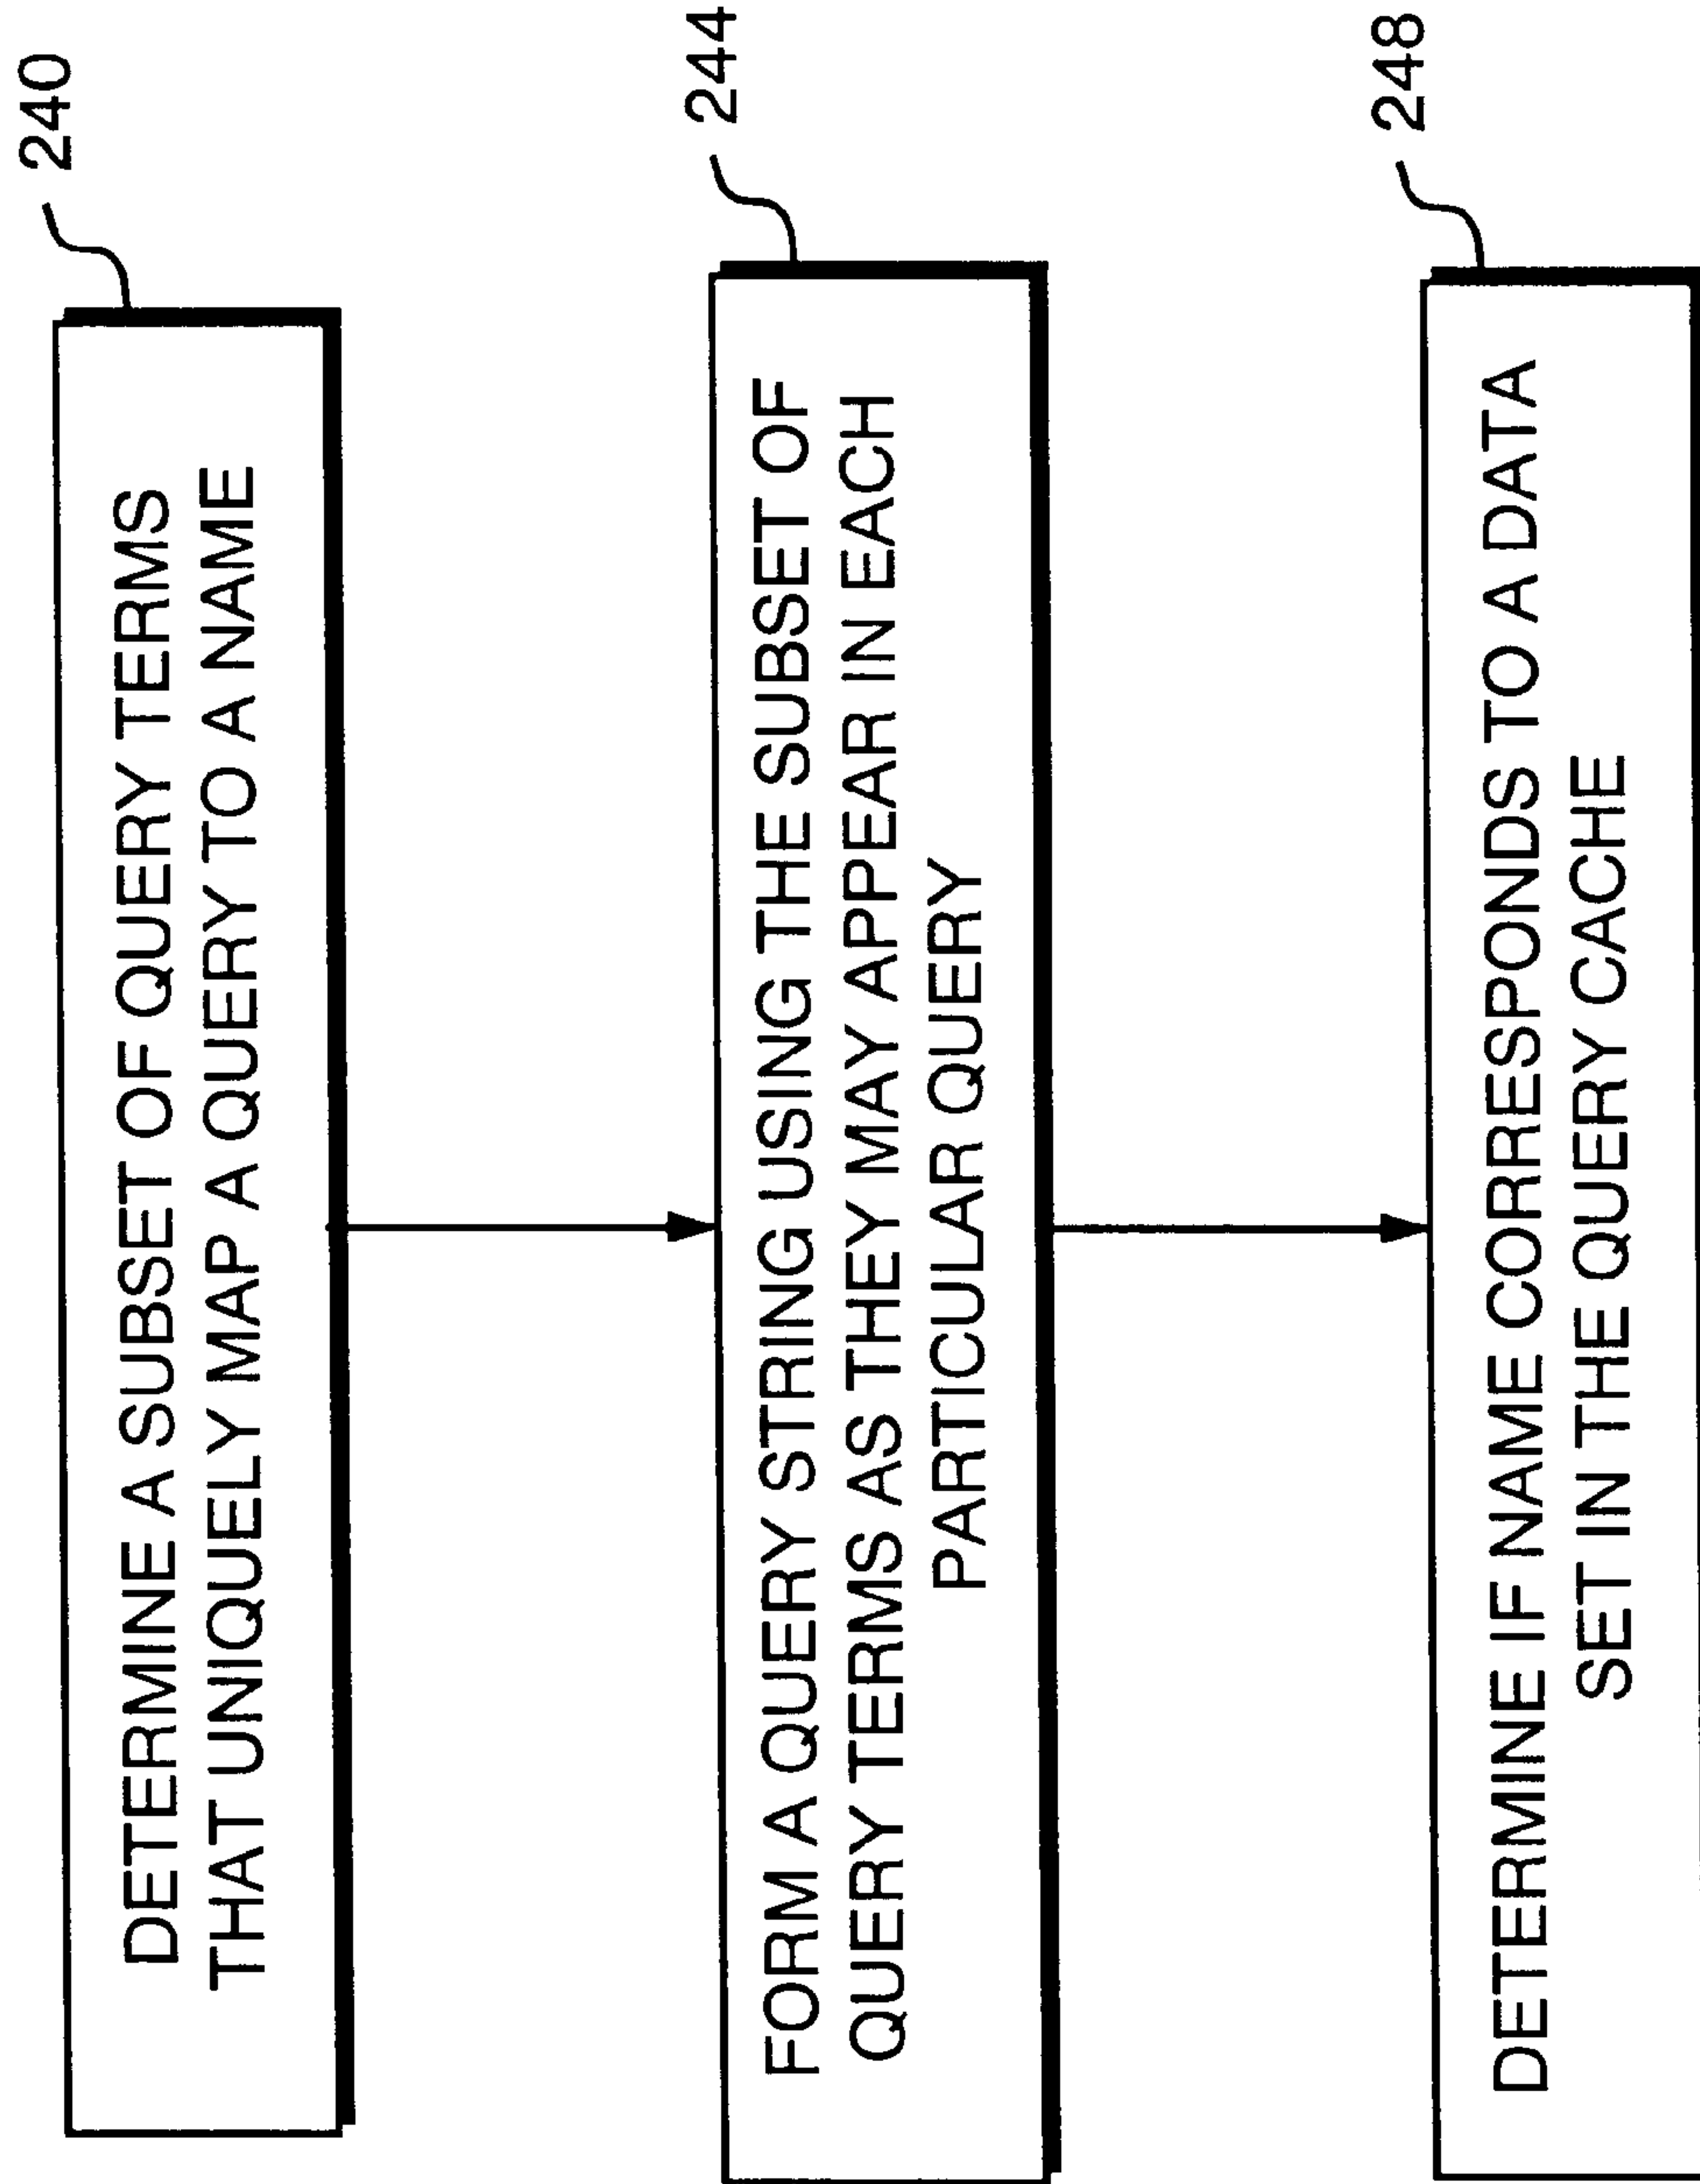 240
DETERMINE A SUBSET OF QUERY TERMS
THAT UNIQUELY MAP A QUERY TO A NAME
244
FORM A QUERY STRING USING THE SUBSET OF
QUERY TERMS AS THEY MAY APPEAR IN EACH
PARTICULAR QUERY
248
DETERMINE IF NAME CORRESPONDS TO A DATA
SET IN THE QUERY CACHE